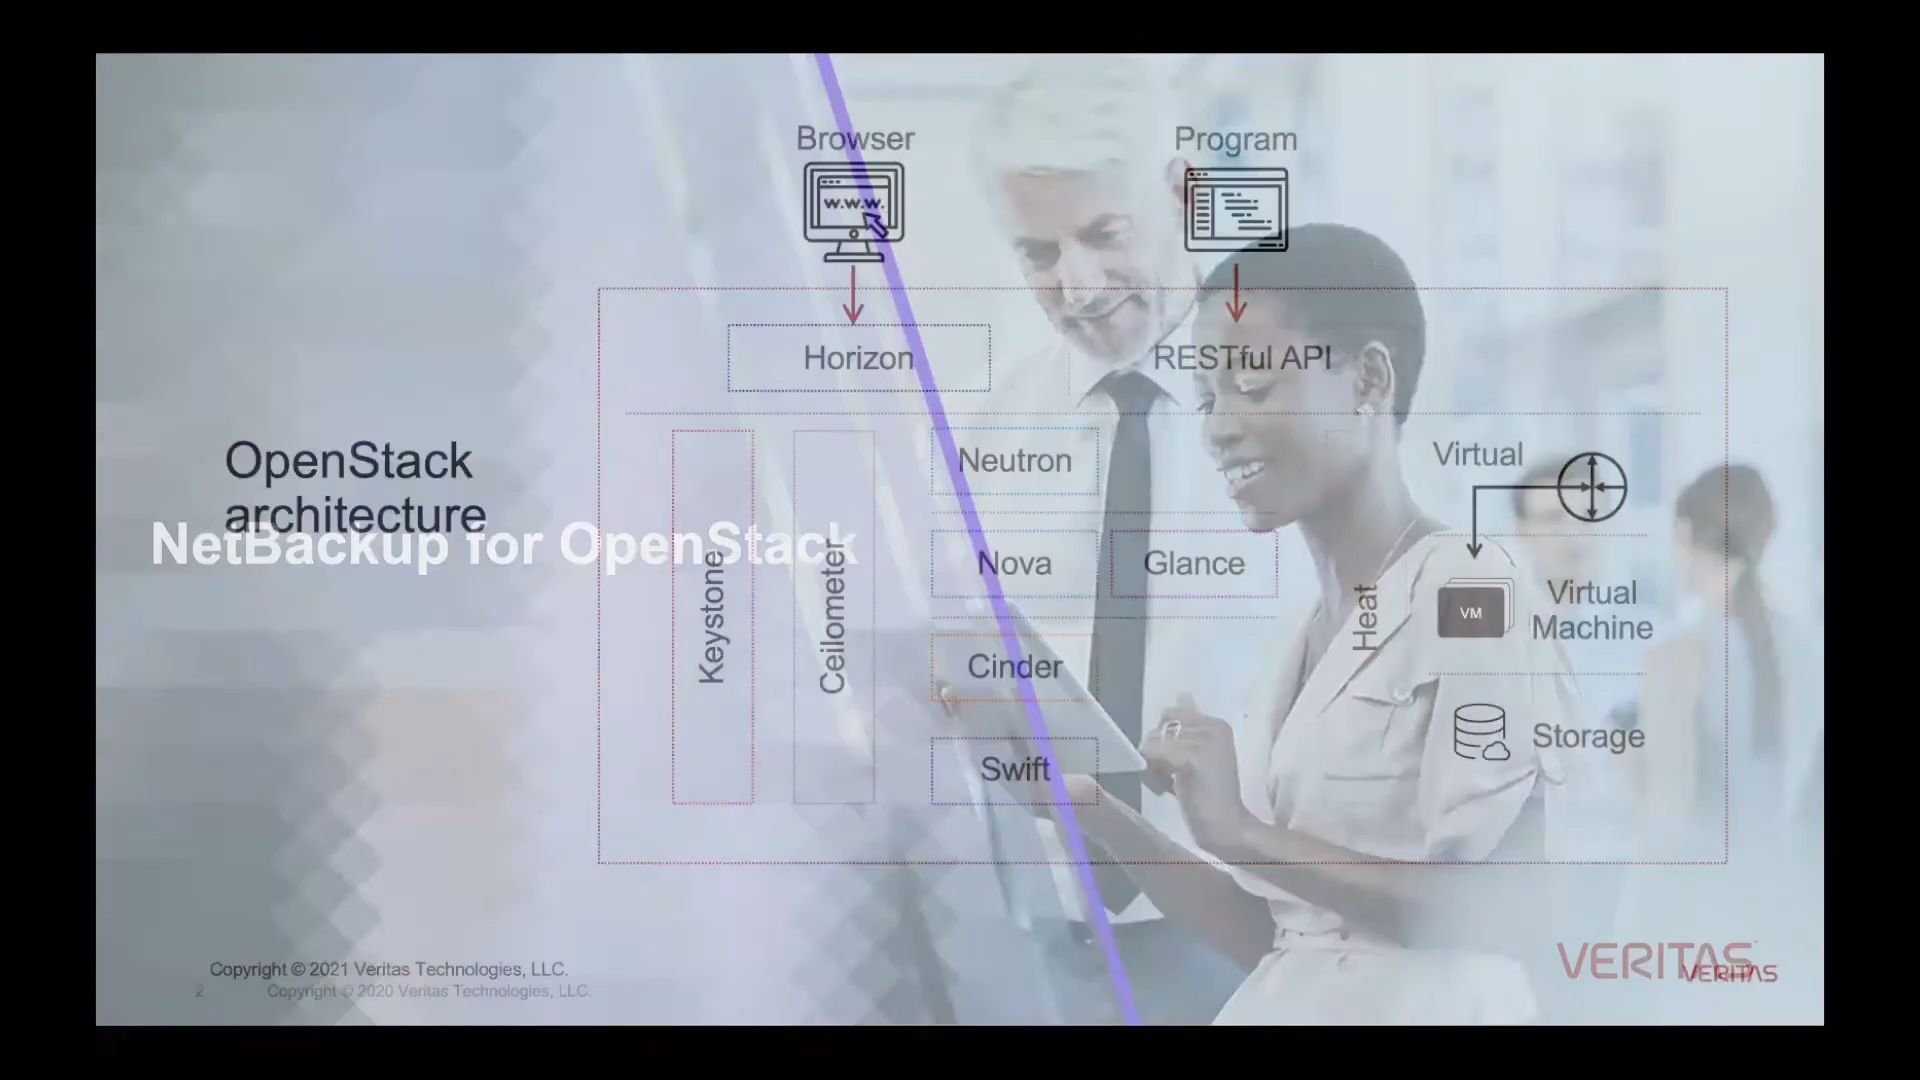 Browser
Program
W.W.W.
Horizon
RESTful API
OpenStack
architecture
NetBackup for OpenStack
Keystone
Ceilometer
Neutron
Nova
Glance
Cinder
Swift
Heat
Virtual
VM
Virtual
Machine
Storage
Copyright © 2021 Veritas Technologies, LLC.
2
Copyright © 2020 Veritas Technologies, LLC.
VERITAS
VERITAS